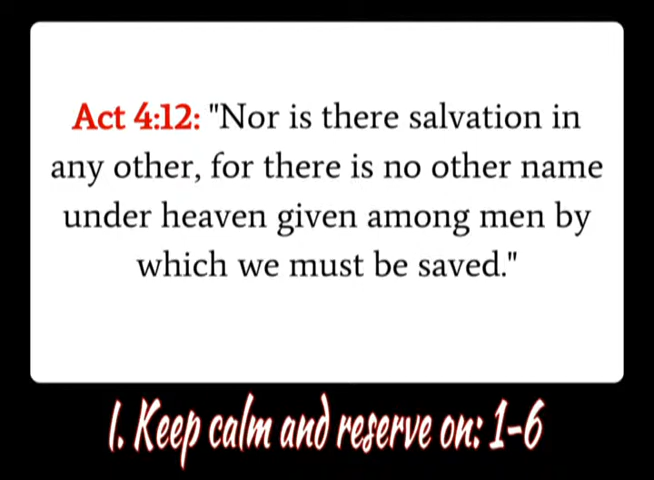 Act 4:12: "Nor is there salvation in
any other, for there is no other name
under heaven given among men by
which we must be saved."
1. Keep calm and reserve on: 1-6